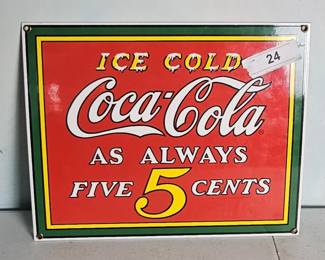 ICE COLD
24
Coca-Cola
AS ALWAYS
FIVE 5 CENTS